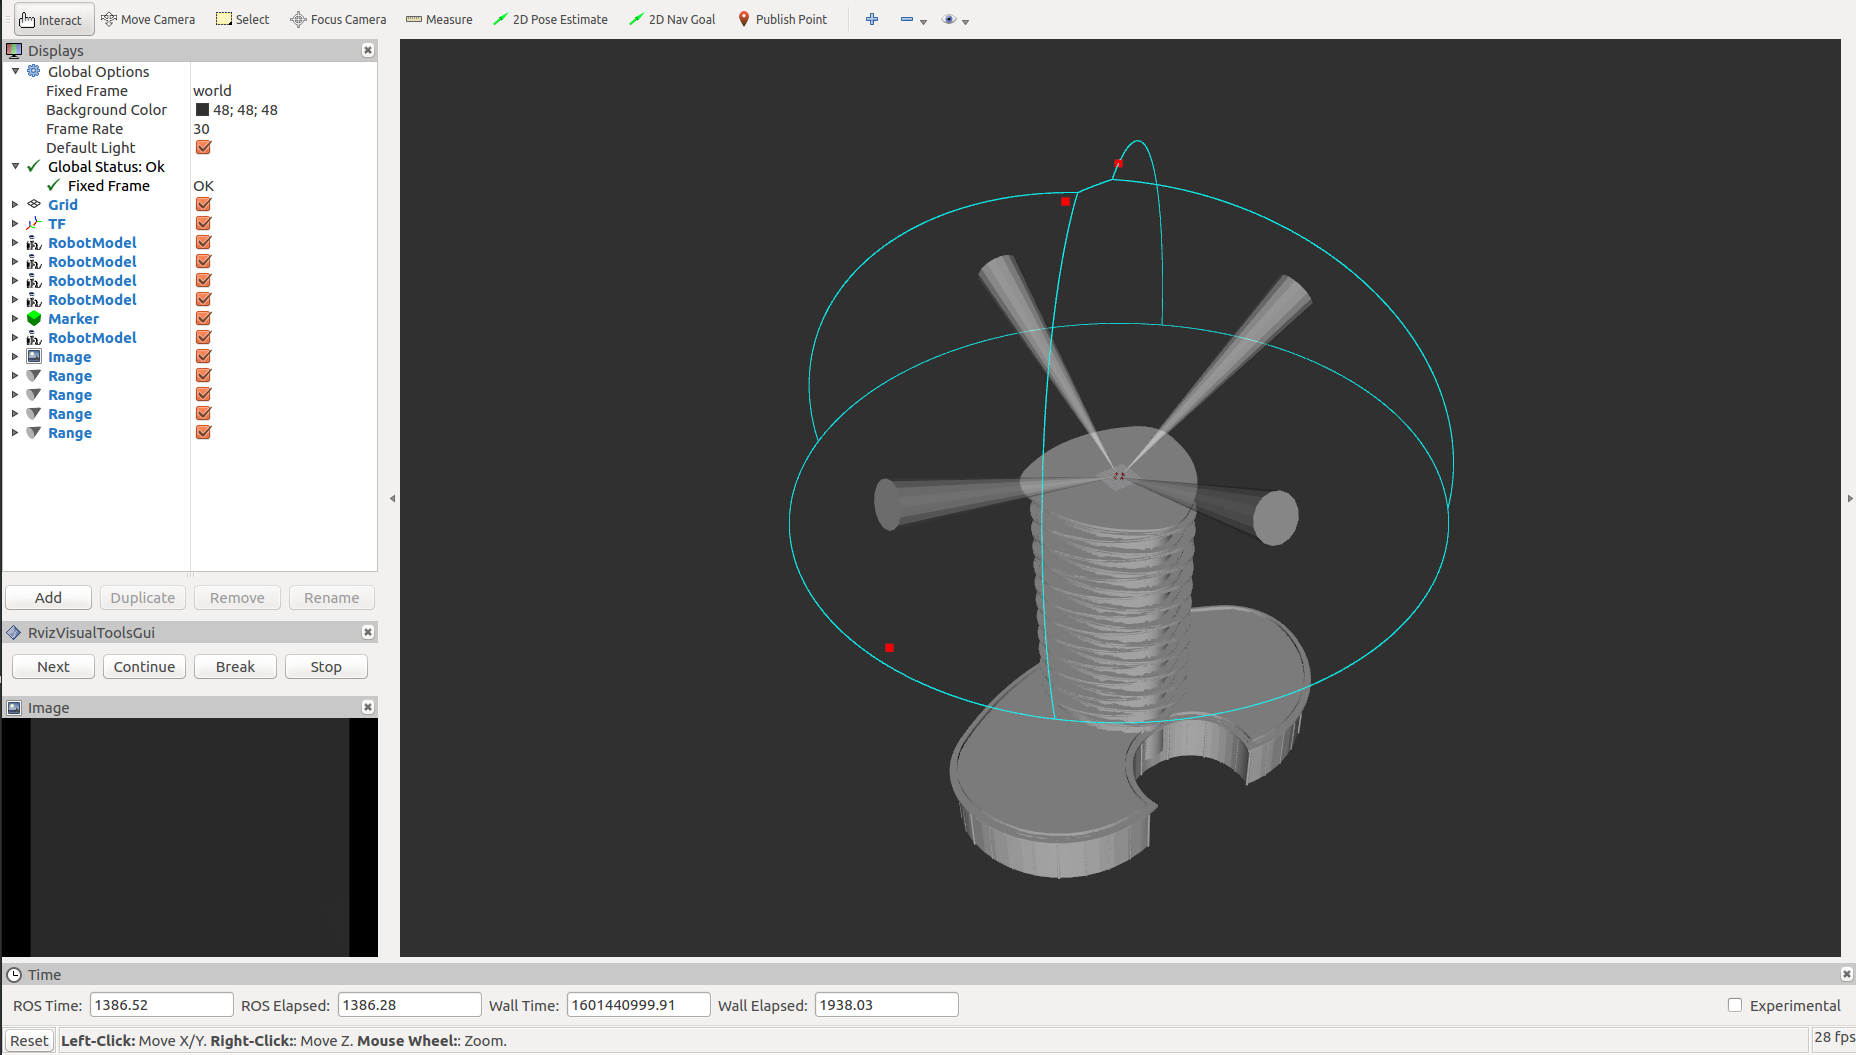 Interact Move Camera Select Focus Camera Measure 2D Pose Estimate 2D Nav Goal Publish Point
Displays
Global Options
Fixed Frame world
Background Color 48; 48; 48
Frame Rate 30
Default Light
Global Status: Ok
Fixed Frame OK
Grid
TF
RobotModel
RobotModel
RobotModel
RobotModel
Marker
RobotModel
Image
Range
Range
Range
Range
Add Duplicate Remove Rename
RvizVisualToolsGui
Next Continue Break Stop
Image
Time
ROS Time: 1386.52 ROS Elapsed: 1386.28 Wall Time: 1601440999.91 Wall Elapsed: 1938.03 Experimental
Reset Left-Click: Move X/Y. Right-Click:: Move Z. Mouse Wheel:: Zoom. 28 fps